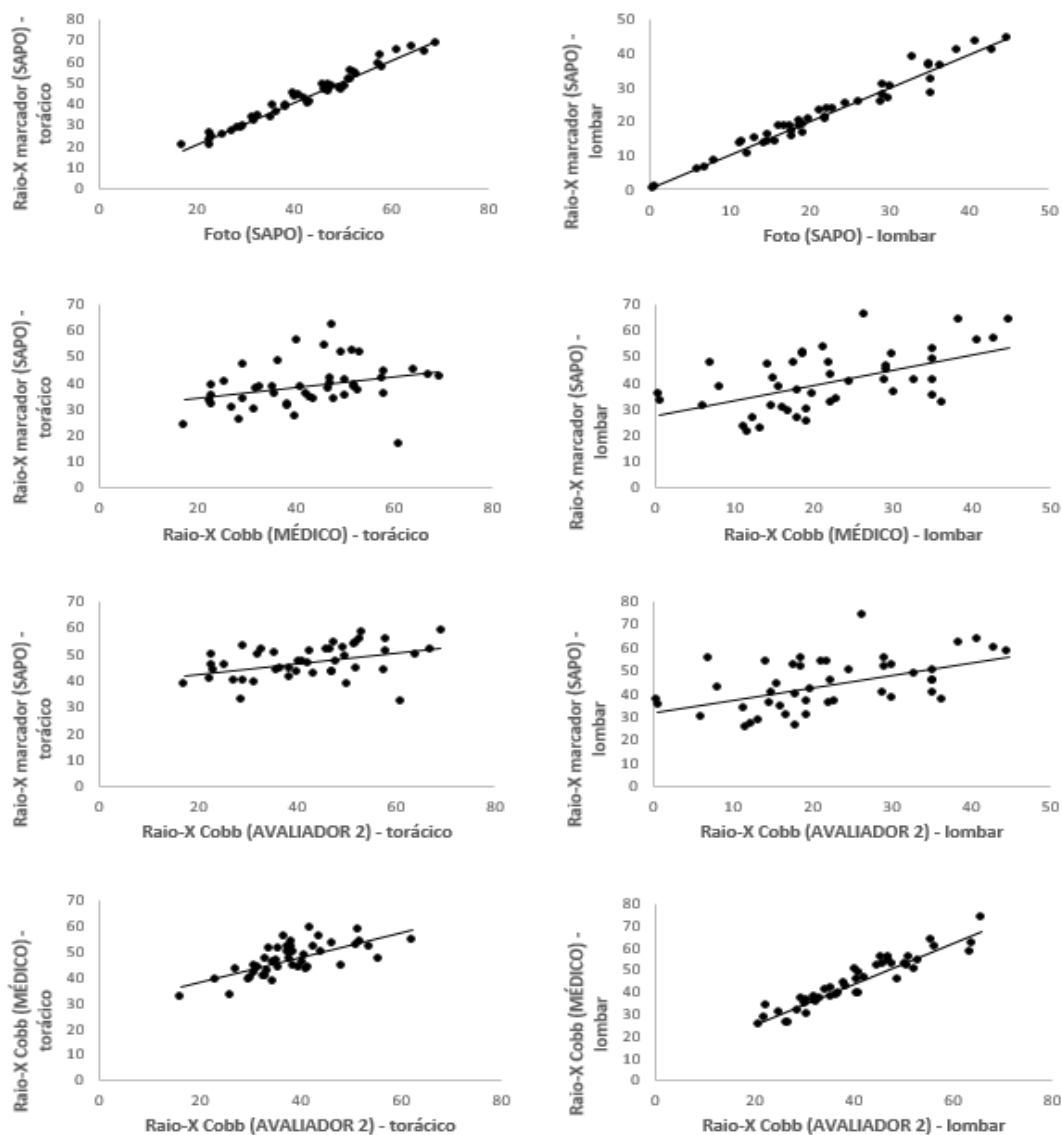 Raio-X marcador (SAPO) –
torácico
80
70
60
50
40
30
20
10
0
0 20 40 60 80
Foto (SAPO) - torácico
Raio-X marcador (SAPO) –
lombar
50
40
30
20
10
0
0 10 20 30 40 50
Foto (SAPO) - lombar
Raio-X marcador (SAPO) –
torácico
70
60
50
40
30
20
10
0
0 20 40 60 80
Raio-X Cobb (MÉDICO) - torácico
Raio-X marcador (SAPO) –
lombar
70
60
50
40
30
20
10
0
0 10 20 30 40 50
Raio-X Cobb (MÉDICO) - lombar
Raio-X marcador (SAPO) –
torácico
70
60
50
40
30
20
10
0
0 20 40 60 80
Raio-X Cobb (AVALIADOR 2) - torácico
Raio-X marcador (SAPO) –
lombar
80
70
60
50
40
30
20
10
0
0 10 20 30 40 50
Raio-X Cobb (AVALIADOR 2) - lombar
Raio-X Cobb (MÉDICO) –
torácico
70
60
50
40
30
20
10
0
0 20 40 60 80
Raio-X Cobb (AVALIADOR 2) - torácico
Raio-X Cobb (MÉDICO) –
lombar
80
70
60
50
40
30
20
10
0
0 20 40 60 80
Raio-X Cobb (AVALIADOR 2) - lombar